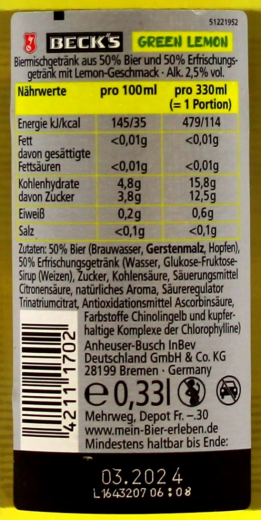 51221952
BECK'S GREEN LEMON
Biermischgetränk aus 50% Bier und 50% Erfrischungs-
getränk mit Lemon-Geschmack · Alk. 2,5% vol.
Nährwerte pro 100ml pro 330ml
(= 1 Portion)
Energie kJ/kcal 145/35 479/114
Fett <0,01g <0,01g
davon gesättigte
Fettsäuren <0,01g <0,01g
Kohlenhydrate 4,8g 15,8g
davon Zucker 3,8g 12,5g
Eiweiß 0,2g 0,6g
Salz <0,1g <0,1g
Zutaten: 50% Bier (Brauwasser, Gerstenmalz, Hopfen),
50% Erfrischungsgetränk (Wasser, Glukose-Fruktose-
Sirup (Weizen), Zucker, Kohlensäure, Säuerungsmittel
Citronensäure, natürliches Aroma, Säureregulator
Trinatriumcitrat, Antioxidationsmittel Ascorbinsäure,
Farbstoffe Chinolingelb und kupfer-
haltige Komplexe der Chlorophylline)
Anheuser-Busch InBev
Deutschland GmbH & Co. KG
28199 Bremen · Germany
42111702
e 0,33l
Mehrweg, Depot Fr. –.30
www.mein-Bier-erleben.de
Mindestens haltbar bis Ende:
03.2024
L1643207 06:08